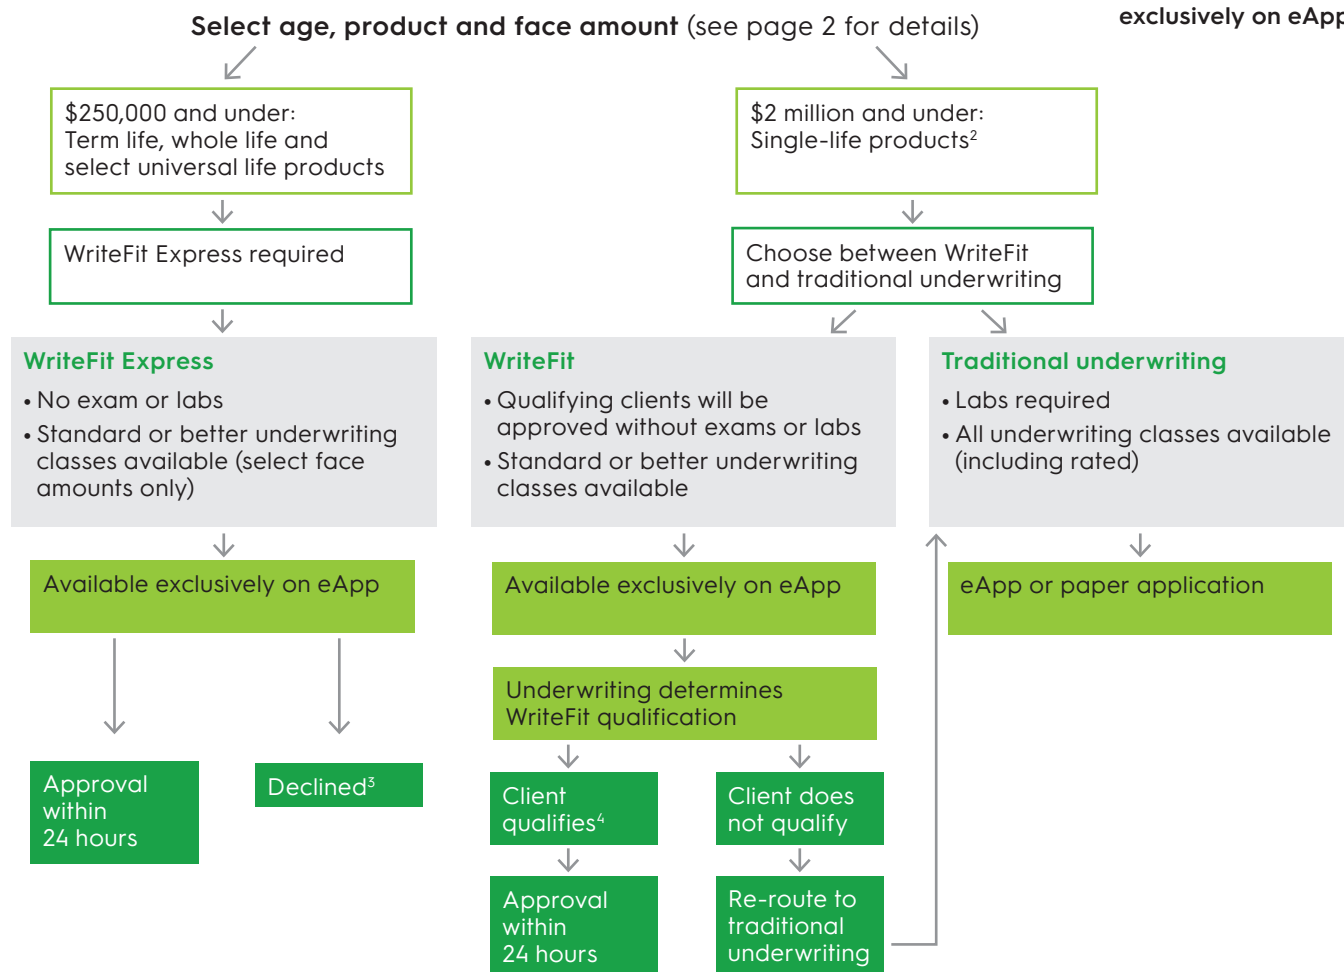 Select age, product and face amount (see page 2 for details)
exclusively on eApp
$250,000 and under:
Term life, whole life and
select universal life products
$2 million and under:
Single-life products²
WriteFit Express required
Choose between WriteFit
and traditional underwriting
WriteFit Express
• No exam or labs
• Standard or better underwriting
classes available (select face
amounts only)
WriteFit
• Qualifying clients will be
approved without exams or labs
• Standard or better underwriting
classes available
Traditional underwriting
• Labs required
• All underwriting classes available
(including rated)
Available exclusively on eApp
Available exclusively on eApp
eApp or paper application
Underwriting determines
WriteFit qualification
Approval
within
24 hours
Declined³
Client
qualifies⁴
Client does
not qualify
Approval
within
24 hours
Re-route to
traditional
underwriting